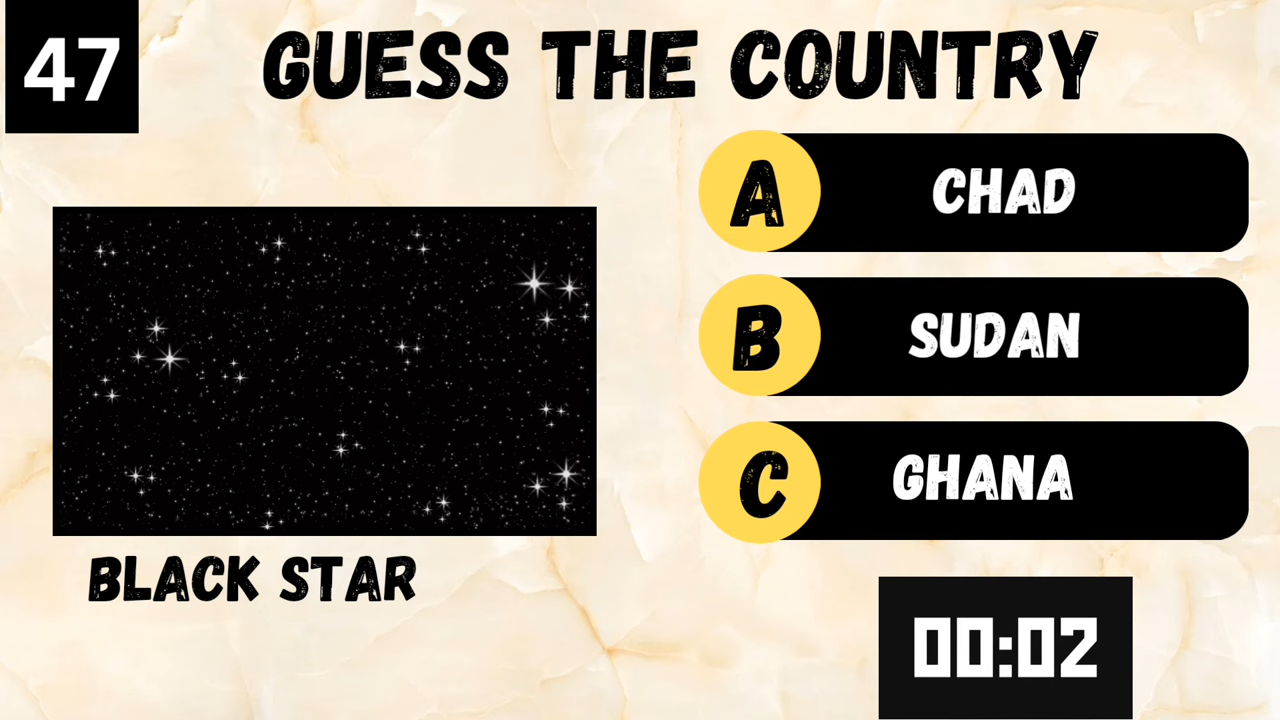 47
GUESS THE COUNTRY
A CHAD
B SUDAN
C GHANA
BLACK STAR
00:02